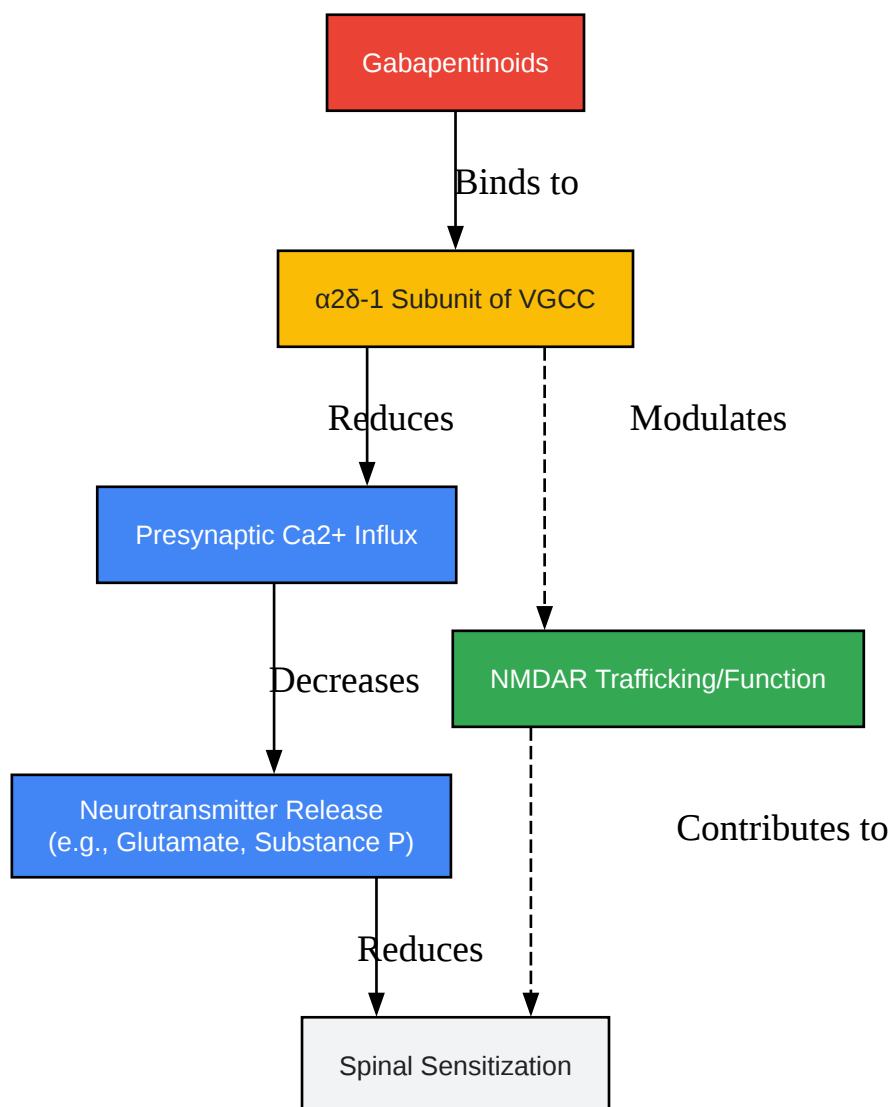 Gabapentinoids
Binds to
α2δ-1 Subunit of VGCC
Reduces
Modulates
Presynaptic Ca2+ Influx
NMDAR Trafficking/Function
Decreases
Neurotransmitter Release
(e.g., Glutamate, Substance P)
Contributes to
Reduces
Spinal Sensitization